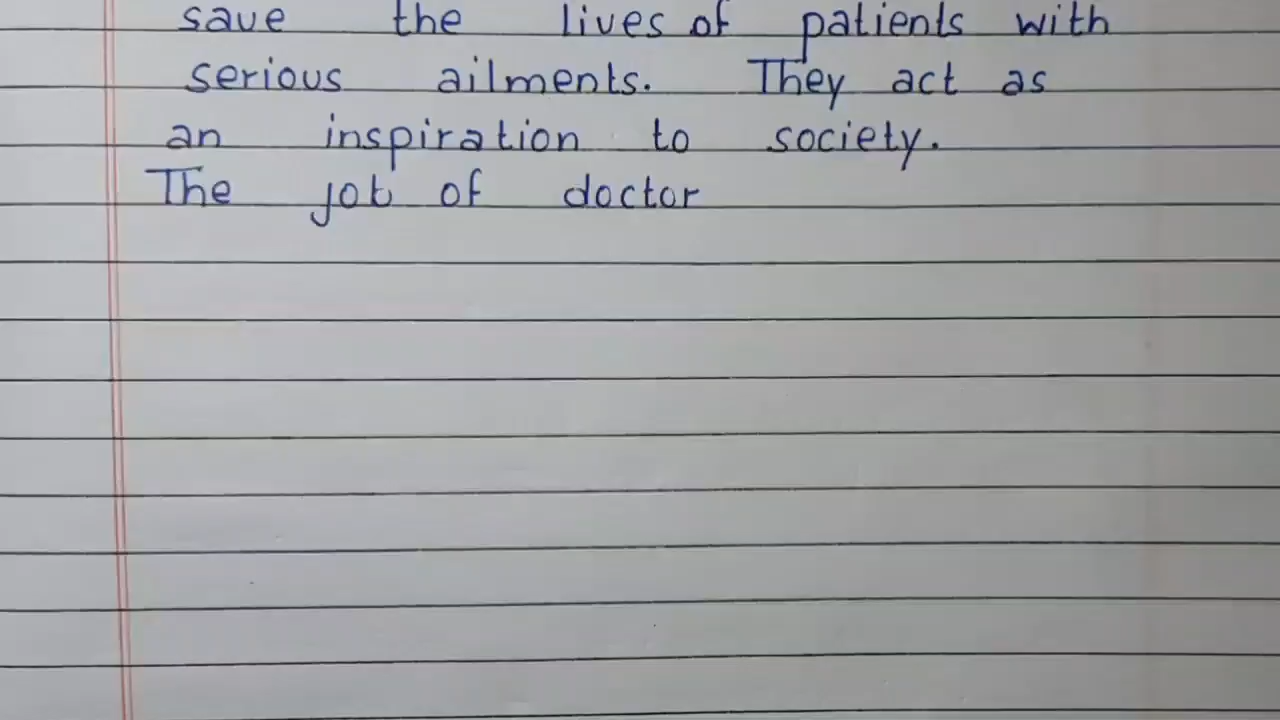 save the lives of patients with
serious ailments. They act as
an inspiration to society.
The job of doctor